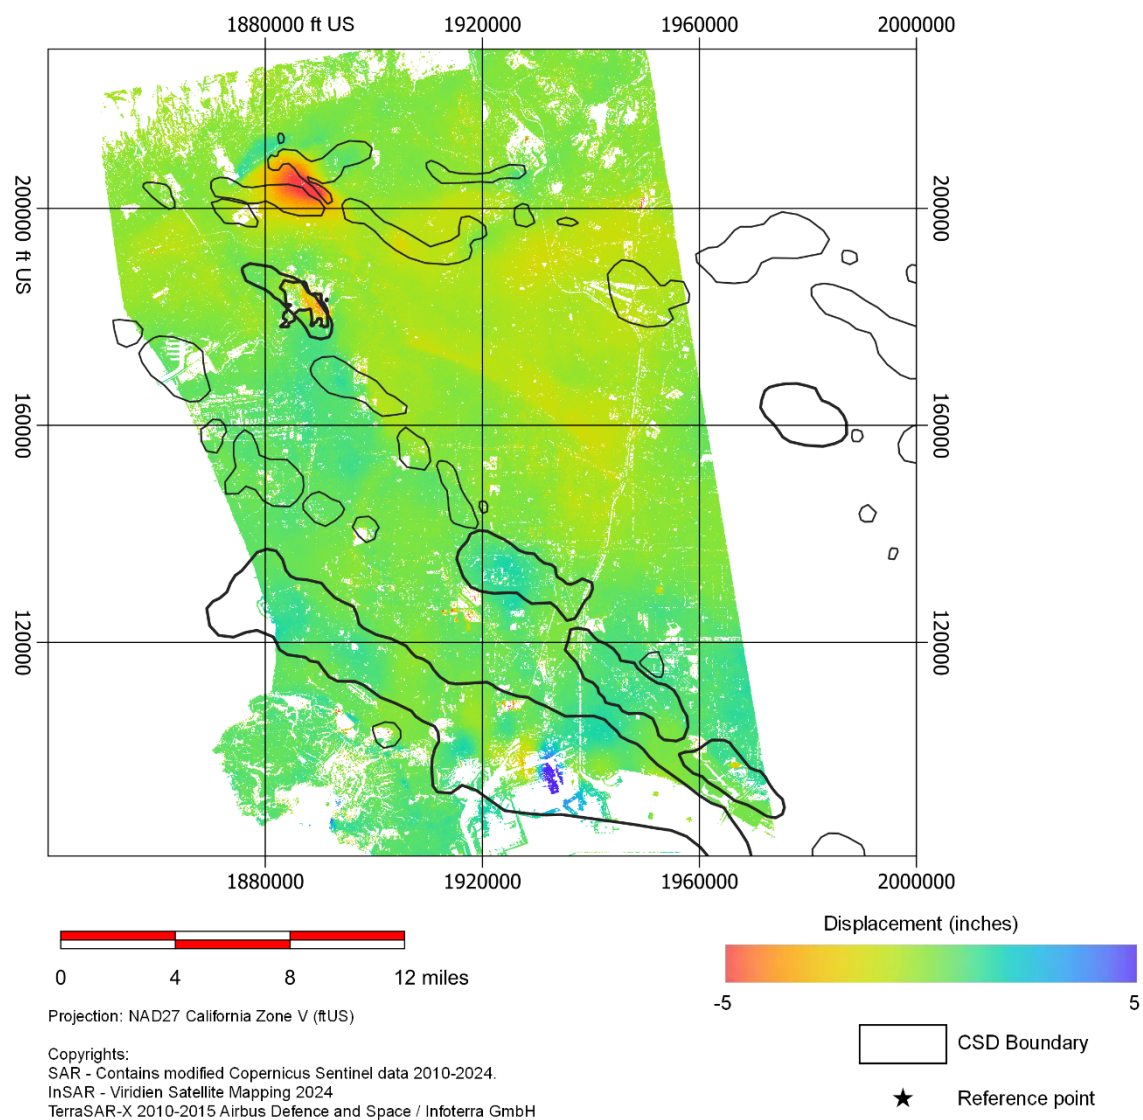 1880000 ft US
1920000
1960000
2000000
200000 ft US
200000
160000
160000
120000
120000
1880000
1920000
1960000
2000000
0
4
8
12 miles
Displacement (inches)
-5
5
Projection: NAD27 California Zone V (ftUS)
CSD Boundary
Copyrights:
SAR - Contains modified Copernicus Sentinel data 2010-2024.
InSAR - Viridien Satellite Mapping 2024
TerraSAR-X 2010-2015 Airbus Defence and Space / Infoterra GmbH
Reference point